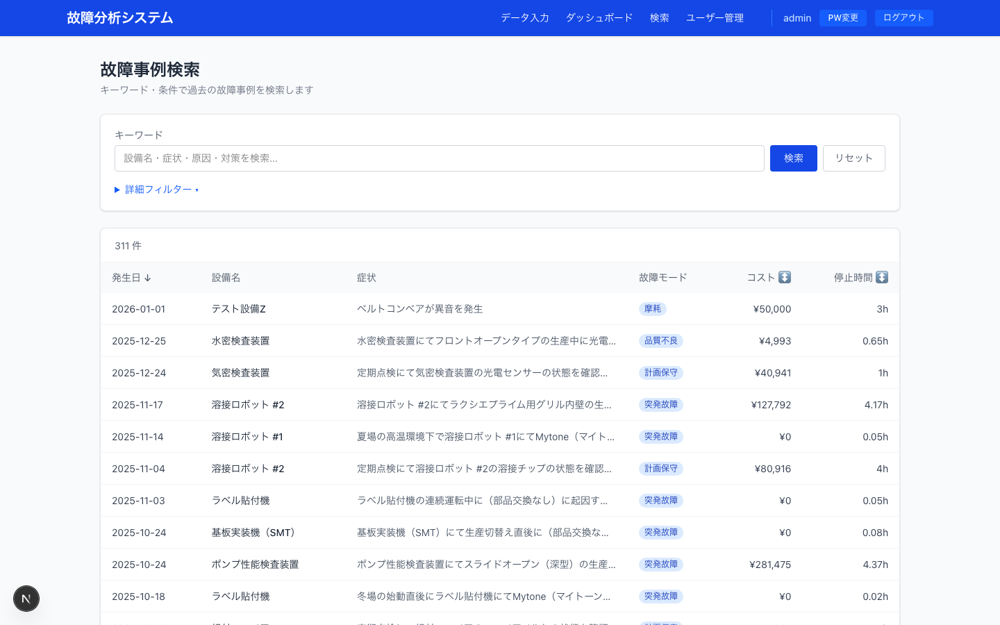 故障分析システム データ入力 ダッシュボード 検索 ユーザー管理 admin PW変更 ログアウト
故障事例検索
キーワード・条件で過去の故障事例を検索します
キーワード
設備名・症状・原因・対策を検索... 検索 リセット
▶ 詳細フィルター ▾
311 件
発生日 ↓ 設備名 症状 故障モード コスト ↕️ 停止時間 ↕️
2026-01-01 テスト設備Z ベルトコンベアが異音を発生 摩耗 ¥50,000 3h
2025-12-25 水密検査装置 水密検査装置にてフロントオープンタイプの生産中に光電... 品質不良 ¥4,993 0.65h
2025-12-24 気密検査装置 定期点検にて気密検査装置の光電センサーの状態を確認... 計画保守 ¥40,941 1h
2025-11-17 溶接ロボット #2 溶接ロボット #2にてラクシエプライム用グリル内壁の生... 突発故障 ¥127,792 4.17h
2025-11-14 溶接ロボット #1 夏場の高温環境下で溶接ロボット #1にてMytone（マイト... 突発故障 ¥0 0.05h
2025-11-04 溶接ロボット #2 定期点検にて溶接ロボット #2の溶接チップの状態を確認... 計画保守 ¥80,916 4h
2025-11-03 ラベル貼付機 ラベル貼付機の連続運転中に（部品交換なし）に起因す... 突発故障 ¥0 0.05h
2025-10-24 基板実装機（SMT） 基板実装機（SMT）にて生産切替え直後に（部品交換な... 突発故障 ¥0 0.08h
2025-10-24 ポンプ性能検査装置 ポンプ性能検査装置にてスライドオープン（深型）の生産... 突発故障 ¥281,475 4.37h
2025-10-18 ラベル貼付機 冬場の始動直後にラベル貼付機にてMytone（マイトーン... 突発故障 ¥0 0.02h
N